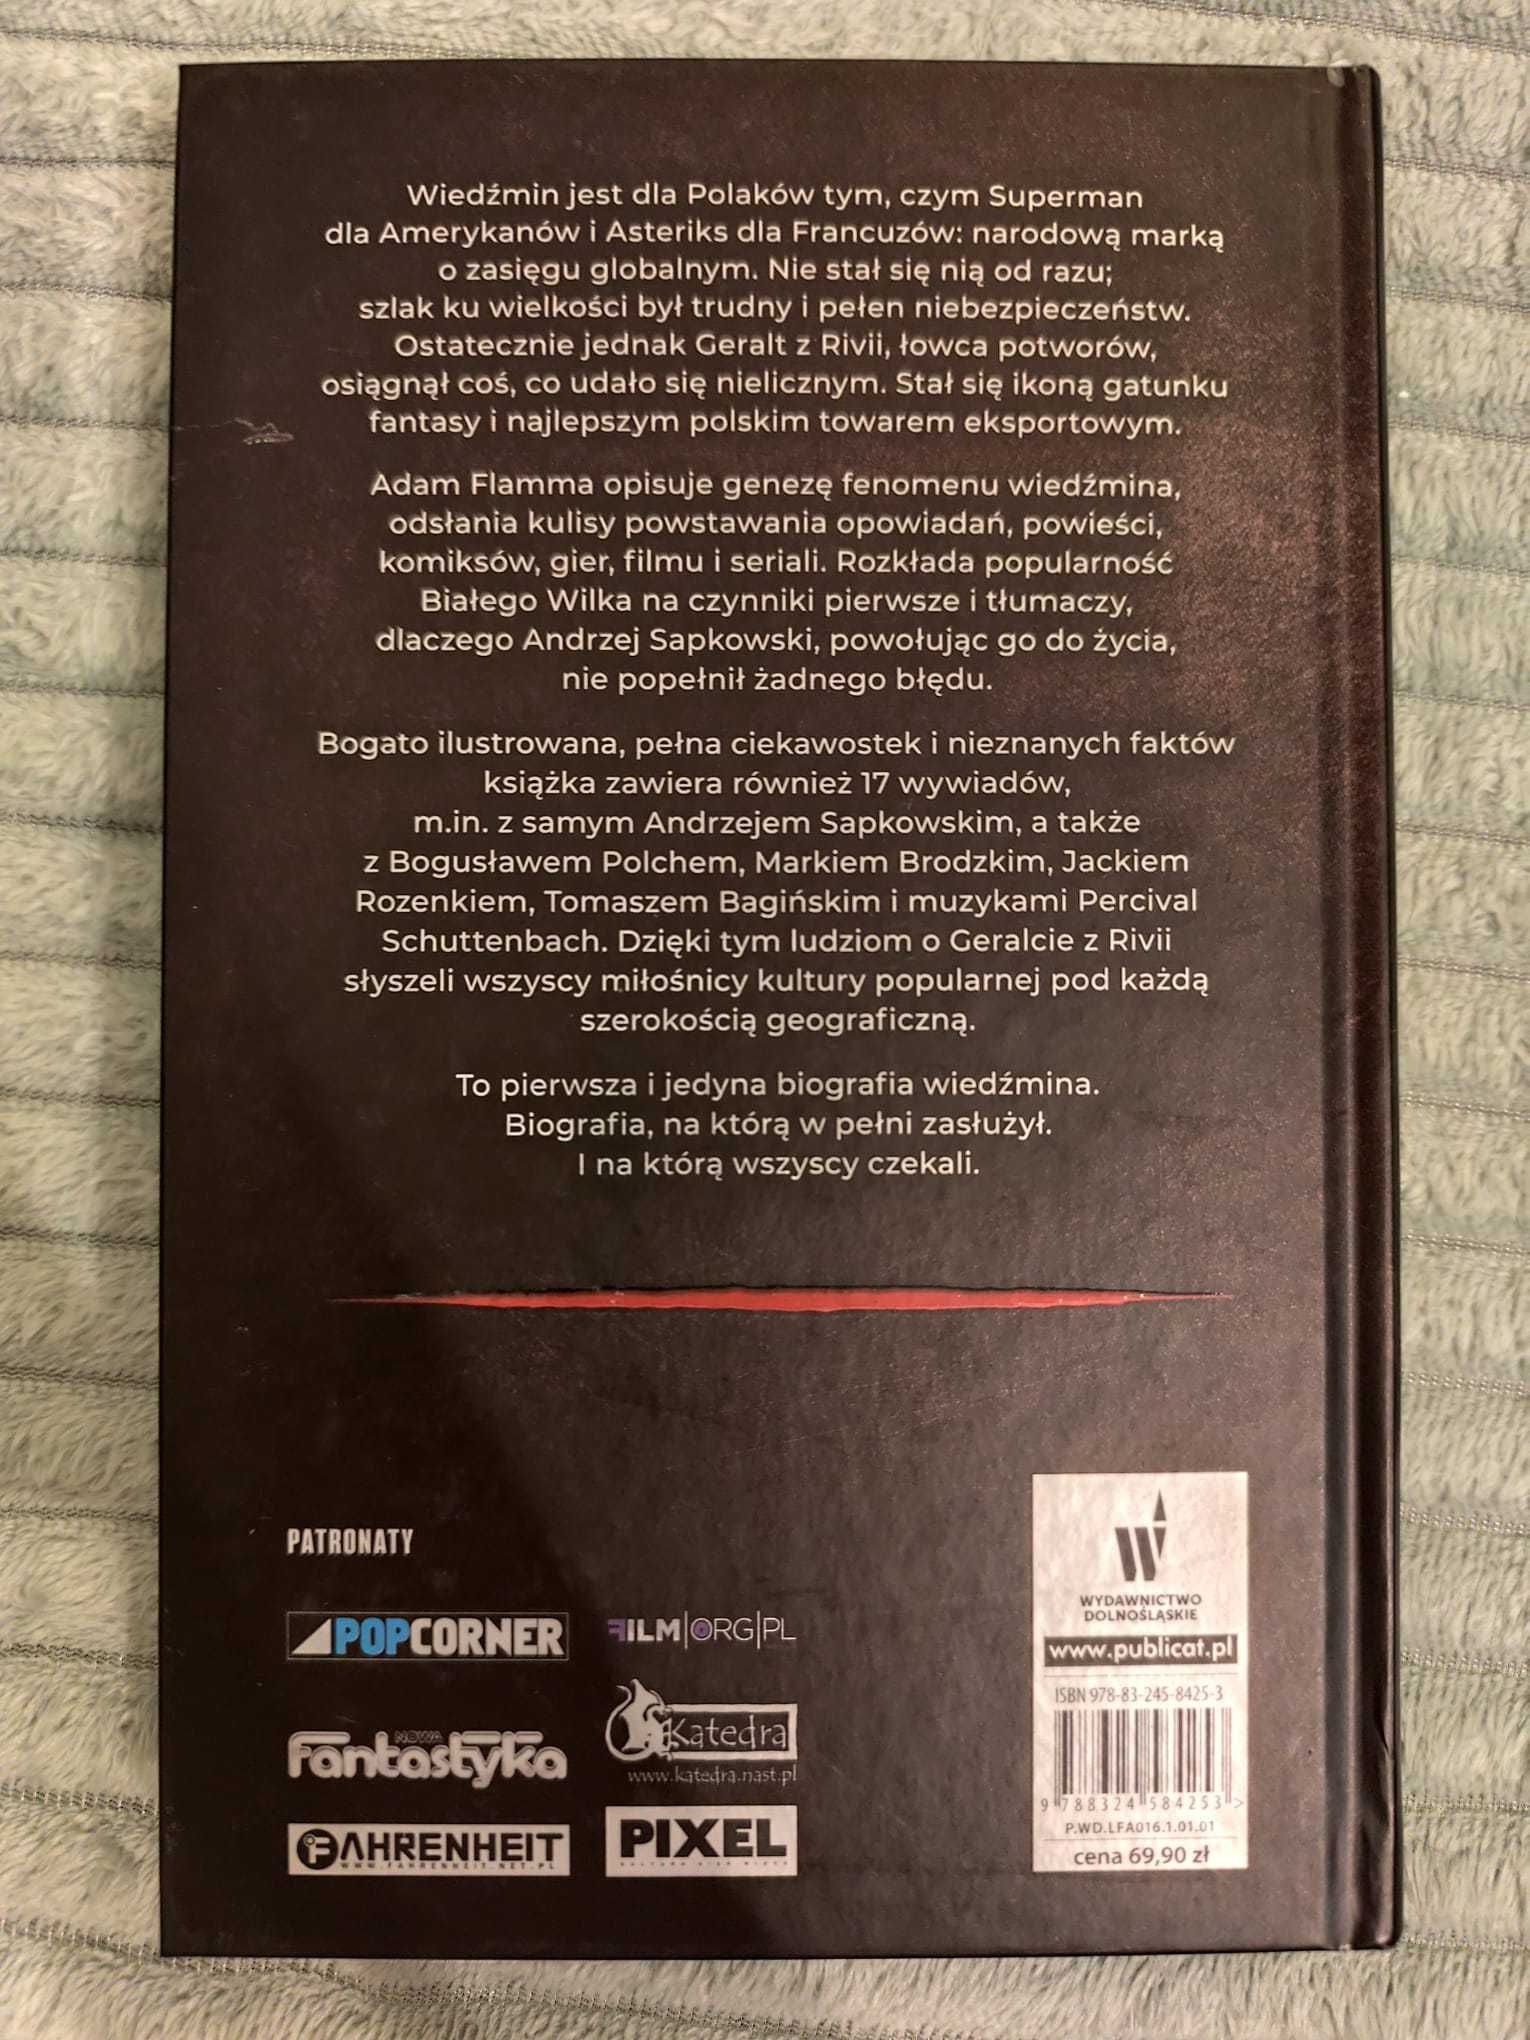 Wiedźmin jest dla Polaków tym, czym Superman
dla Amerykanów i Asteriks dla Francuzów: narodową marką
o zasięgu globalnym. Nie stał się nią od razu;
szlak ku wielkości był trudny i pełen niebezpieczeństw.
Ostatecznie jednak Geralt z Rivii, łowca potworów,
osiągnął coś, co udało się nielicznym. Stał się ikoną gatunku
fantasy i najlepszym polskim towarem eksportowym.
Adam Flamma opisuje genezę fenomenu wiedźmina,
odsłania kulisy powstawania opowiadań, powieści,
komiksów, gier, filmu i seriali. Rozkłada popularność
Białego Wilka na czynniki pierwsze i tłumaczy,
dlaczego Andrzej Sapkowski, powołując go do życia,
nie popełnił żadnego błędu.
Bogato ilustrowana, pełna ciekawostek i nieznanych faktów
książka zawiera również 17 wywiadów,
m.in. z samym Andrzejem Sapkowskim, a także
z Bogusławem Polchem, Markiem Brodzkim, Jackiem
Rozenkiem, Tomaszem Bagińskim i muzykami Percival
Schuttenbach. Dzięki tym ludziom o Geralcie z Rivii
słyszeli wszyscy miłośnicy kultury popularnej pod każdą
szerokością geograficzną.
To pierwsza i jedyna biografia wiedźmina.
Biografia, na którą w pełni zasłużył.
I na którą wszyscy czekali.
PATRONATY
POPCORNER
FILM|ORG|PL
NOWA
fantastyka
Katedra
www.katedra.nast.pl
FAHRENHEIT
WWW.FAHRENHEIT.NET.PL
PIXEL
W
WYDAWNICTWO
DOLNOŚLĄSKIE
www.publicat.pl
ISBN 978-83-245-8425-3
9 788324 584253 >
P.WD.LFA016.1.01.01
cena 69,90 zł